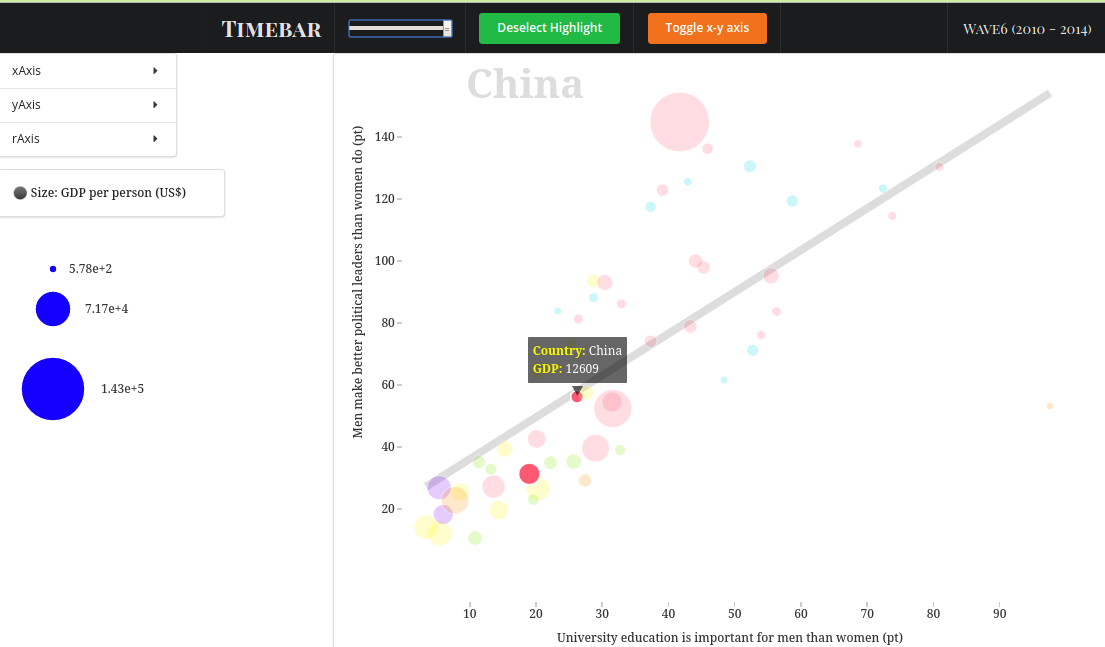 TIMEBAR
Deselect Highlight
Toggle x-y axis
WAVE6 (2010 - 2014)
xAxis
yAxis
rAxis
Size: GDP per person (US$)
5.78e+2
7.17e+4
1.43e+5
China
Men make better political leaders than women do (pt)
140
120
100
80
60
40
20
Country: China
GDP: 12609
10 20 30 40 50 60 70 80 90
University education is important for men than women (pt)